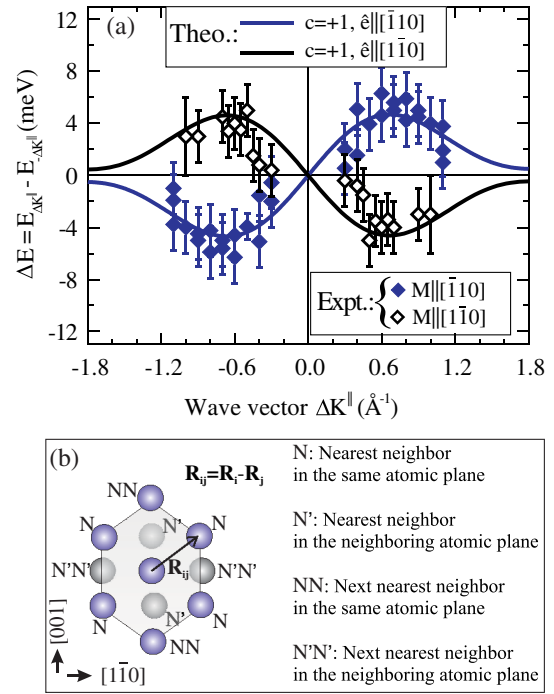 (a)
Theo.: c=+1, ê||[1̄10]
c=+1, ê||[11̄0]
12
8
4
0
-4
-8
-12
ΔE = E_ΔK^∥ - E_-ΔK^∥ (meV)
Expt.: { M||[1̄10]
M||[11̄0]
-1.8 -1.2 -0.6 0.0 0.6 1.2 1.8
Wave vector ΔK^∥ (Å⁻¹)
(b)
R_ij=R_i-R_j
NN
N N' N
N'N' R_ij N'N'
N N' N
NN
[001]
[11̄0]
N: Nearest neighbor
in the same atomic plane
N': Nearest neighbor
in the neighboring atomic plane
NN: Next nearest neighbor
in the same atomic plane
N'N': Next nearest neighbor
in the neighboring atomic plane